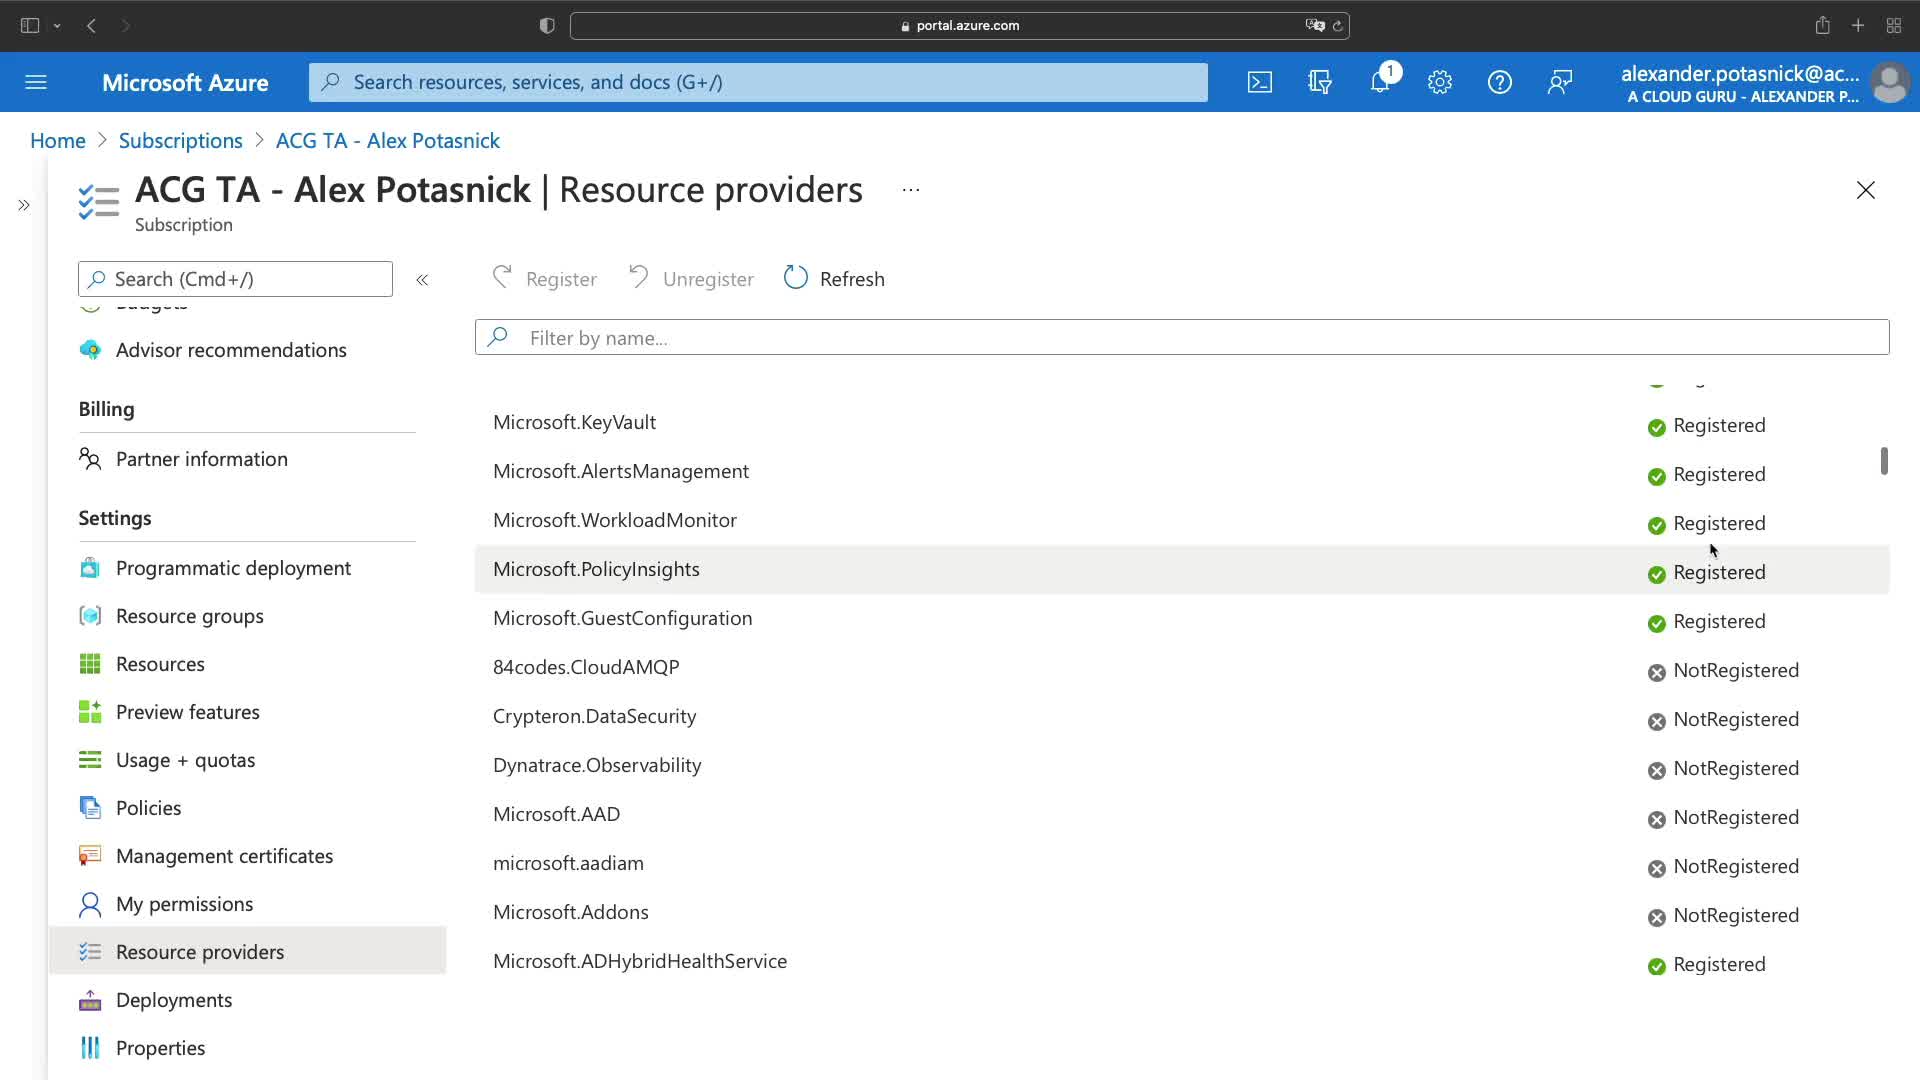 portal.azure.com
Microsoft Azure
Search resources, services, and docs (G+/)
1
alexander.potasnick@ac...
A CLOUD GURU - ALEXANDER P...
Home > Subscriptions > ACG TA - Alex Potasnick
ACG TA - Alex Potasnick | Resource providers ...
Subscription
Search (Cmd+/)
Register
Unregister
Refresh
Filter by name...
Budgets
Advisor recommendations
Billing
Partner information
Settings
Programmatic deployment
Resource groups
Resources
Preview features
Usage + quotas
Policies
Management certificates
My permissions
Resource providers
Deployments
Properties
Microsoft.KeyVault Registered
Microsoft.AlertsManagement Registered
Microsoft.WorkloadMonitor Registered
Microsoft.PolicyInsights Registered
Microsoft.GuestConfiguration Registered
84codes.CloudAMQP NotRegistered
Crypteron.DataSecurity NotRegistered
Dynatrace.Observability NotRegistered
Microsoft.AAD NotRegistered
microsoft.aadiam NotRegistered
Microsoft.Addons NotRegistered
Microsoft.ADHybridHealthService Registered